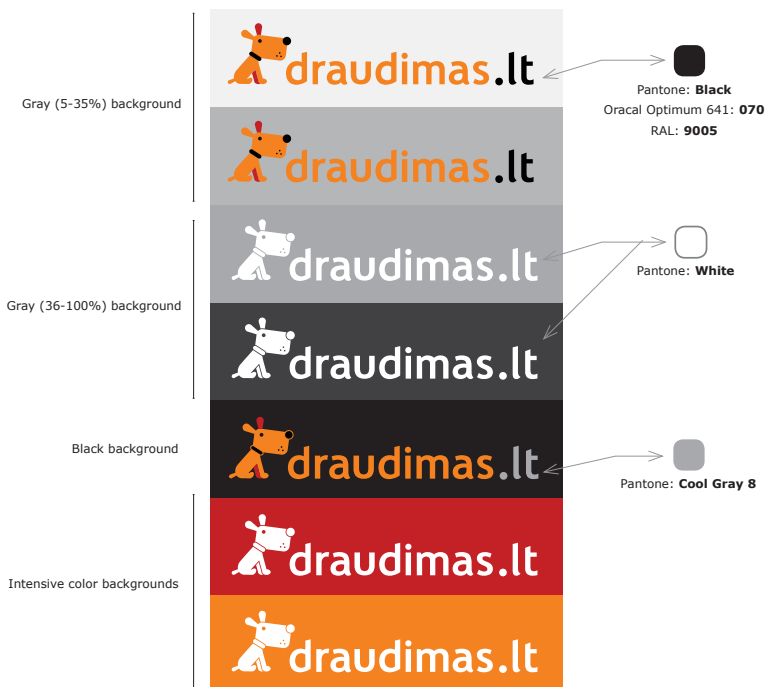 draudimas.lt
Pantone: Black
Gray (5-35%) background
Oracal Optimum 641: 070
RAL: 9005
draudimas.lt
draudimas.lt
Pantone: White
Gray (36-100%) background
draudimas.lt
Black background
draudimas.lt
Pantone: Cool Gray 8
draudimas.lt
Intensive color backgrounds
draudimas.lt